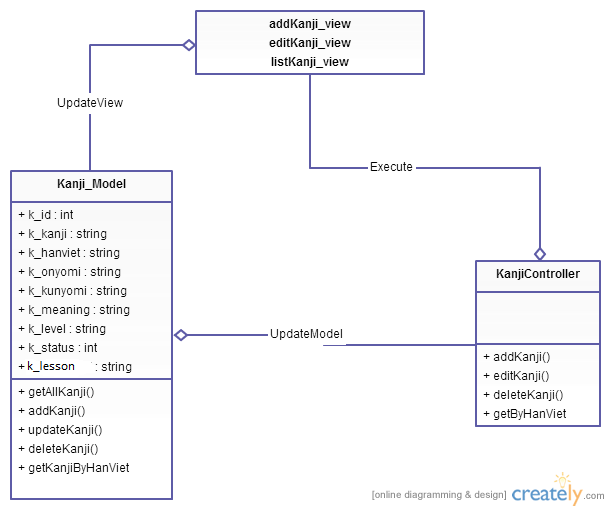 addKanji_view
editKanji_view
listKanji_view
UpdateView
Execute
Kanji_Model
+ k_id : int
+ k_kanji : string
+ k_hanviet : string
+ k_onyomi : string
+ k_kunyomi : string
+ k_meaning : string
+ k_level : string
+ k_status : int
+ k_lesson : string
+ getAllKanji()
+ addKanji()
+ updateKanji()
+ deleteKanji()
+ getKanjiByHanViet
UpdateModel
KanjiController
+ addKanji()
+ editKanji()
+ deleteKanji()
+ getByHanViet
[online diagramming & design] creately.com